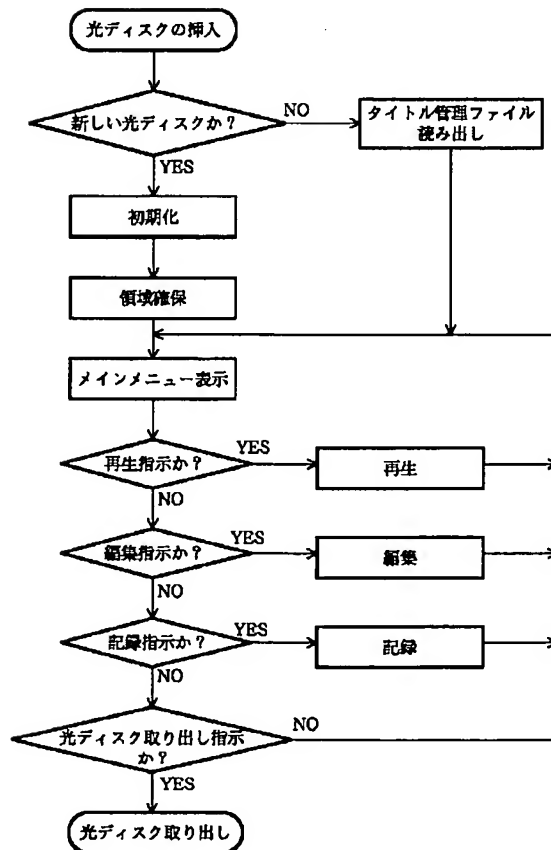 光ディスクの挿入
新しい光ディスクか？
NO
タイトル管理ファイル
読み出し
YES
初期化
領域確保
メインメニュー表示
再生指示か？
YES
再生
NO
編集指示か？
YES
編集
NO
記録指示か？
YES
記録
NO
光ディスク取り出し指示
か？
NO
YES
光ディスク取り出し